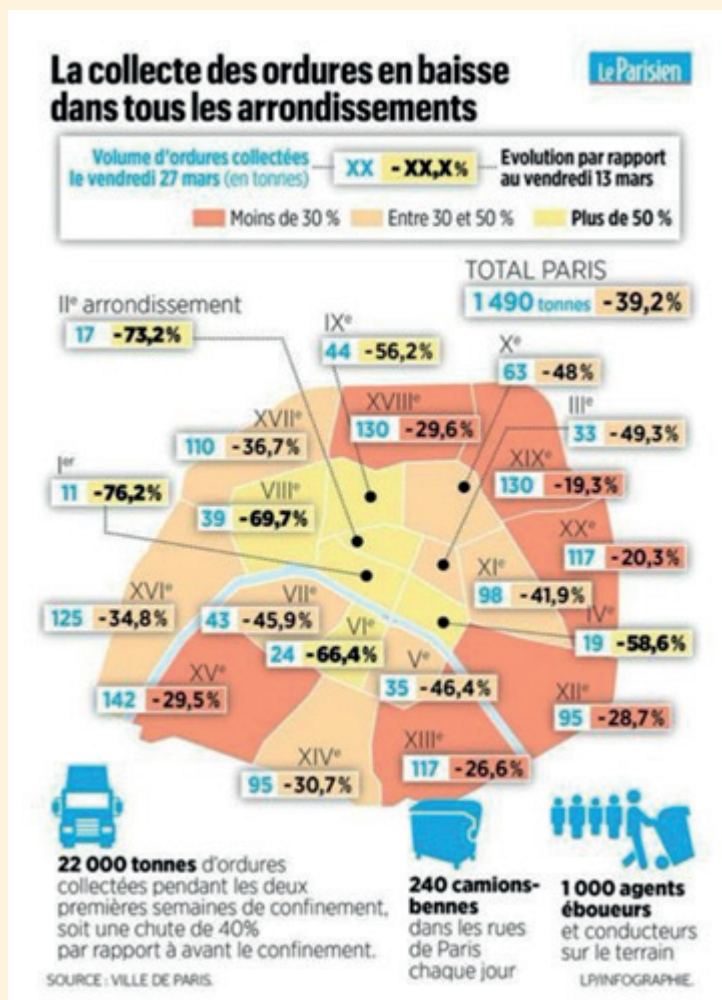 La collecte des ordures en baisse
dans tous les arrondissements
Le Parisien
Volume d'ordures collectées
le vendredi 27 mars (en tonnes)
XX -XX,X%
Evolution par rapport
au vendredi 13 mars
Moins de 30 %
Entre 30 et 50 %
Plus de 50 %
TOTAL PARIS
1 490 tonnes -39,2%
IIe arrondissement
17 -73,2%
IXe
44 -56,2%
Xe
63 -48%
XVIIe
110 -36,7%
XVIIIe
130 -29,6%
IIIe
33 -49,3%
Ier
11 -76,2%
VIIIe
39 -69,7%
XIXe
130 -19,3%
XXe
117 -20,3%
XVIe
125 -34,8%
VIIe
43 -45,9%
XIe
98 -41,9%
VIe
24 -66,4%
IVe
19 -58,6%
XVe
142 -29,5%
Ve
35 -46,4%
XIIe
95 -28,7%
XIVe
95 -30,7%
XIIIe
117 -26,6%
22 000 tonnes d'ordures
collectées pendant les deux
premières semaines de confinement,
soit une chute de 40%
par rapport à avant le confinement.
240 camions-
bennes
dans les rues
de Paris
chaque jour
1 000 agents
éboueurs
et conducteurs
sur le terrain
SOURCE : VILLE DE PARIS.
LP/INFOGRAPHIE.